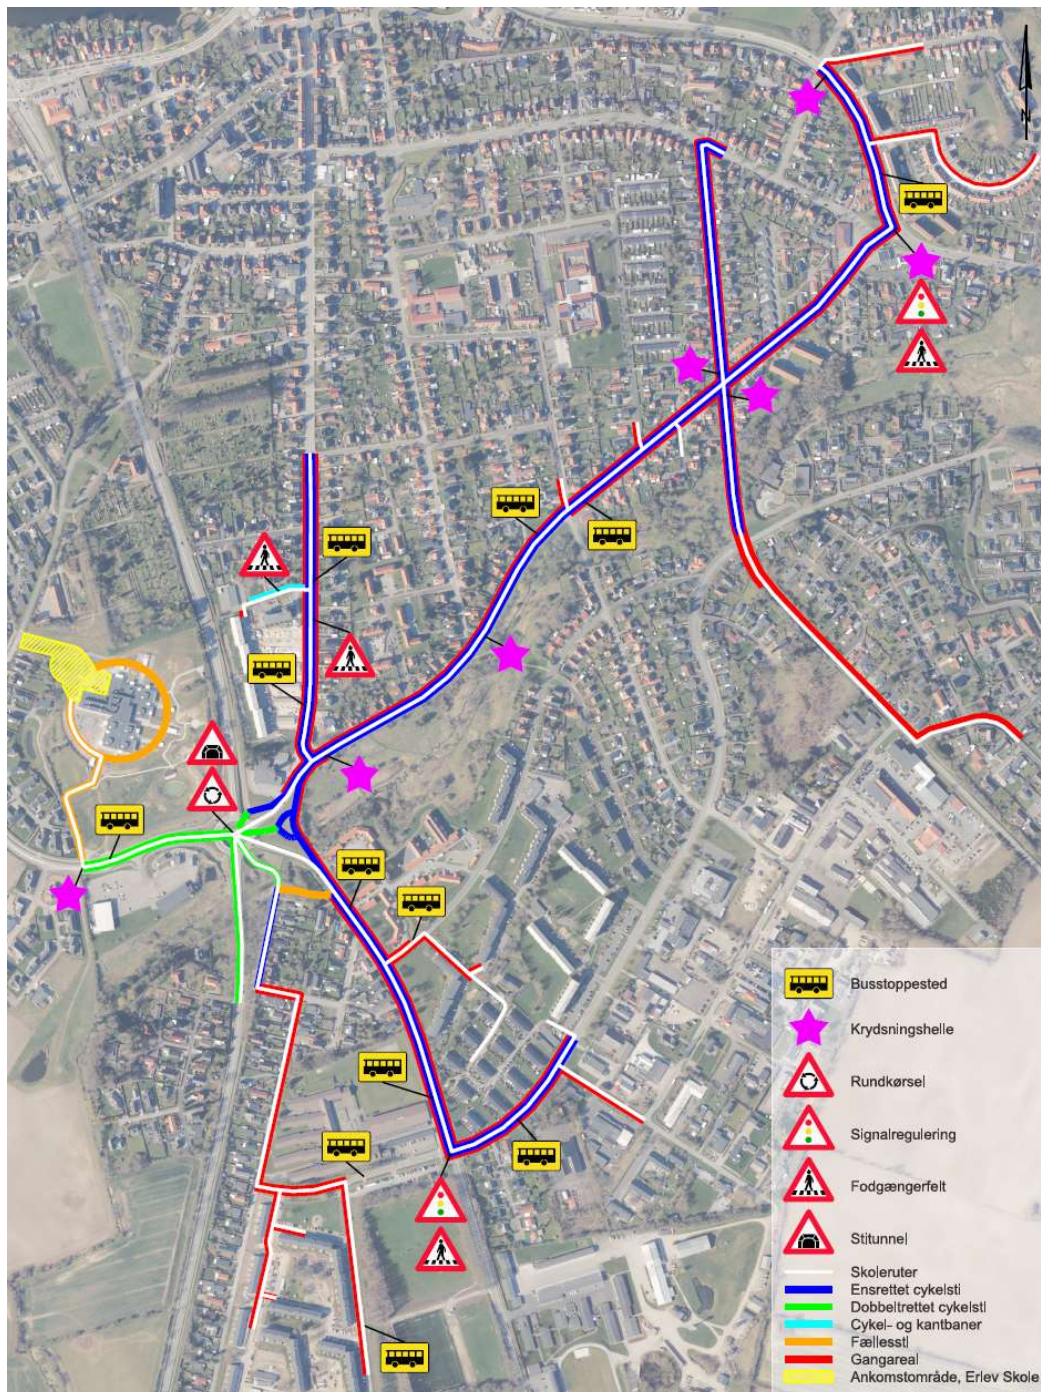 N
Busstoppested
Krydsningshelle
Rundkørsel
Signalregulering
Fodgængerfelt
Stitunnel
Skoleruter
Ensrettet cykelsti
Dobbeltrettet cykelsti
Cykel- og kantbaner
Fællessti
Gangareal
Ankomstområde, Erlev Skole